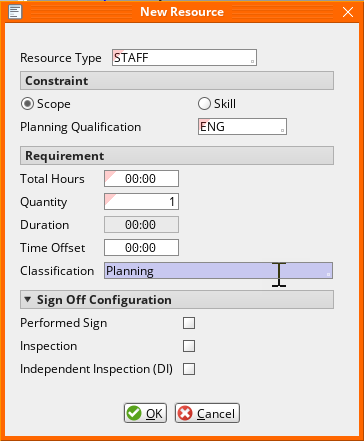 New Resource
Resource Type STAFF
Constraint
Scope Skill
Planning Qualification ENG
Requirement
Total Hours 00:00
Quantity 1
Duration 00:00
Time Offset 00:00
Classification Planning
Sign Off Configuration
Performed Sign
Inspection
Independent Inspection (DI)
OK Cancel